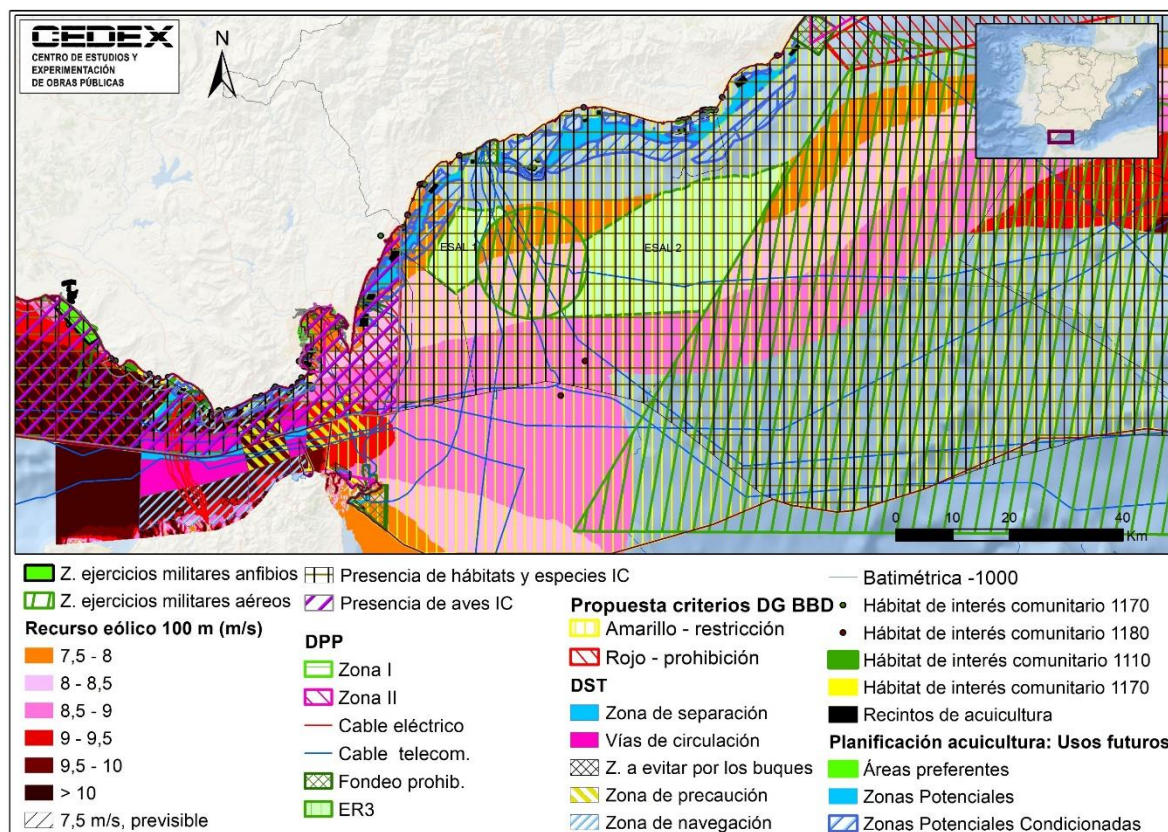 CEDEX
CENTRO DE ESTUDIOS Y
EXPERIMENTACIÓN
DE OBRAS PÚBLICAS
N
ESAL 1
ESAL 2
0 10 20 40
Km
Z. ejercicios militares anfibios
Z. ejercicios militares aéreos
Recurso eólico 100 m (m/s)
7,5 - 8
8 - 8,5
8,5 - 9
9 - 9,5
9,5 - 10
> 10
7,5 m/s, previsible
Presencia de hábitats y especies IC
Presencia de aves IC
DPP
Zona I
Zona II
Cable eléctrico
Cable telecom.
Fondeo prohib.
ER3
Propuesta criterios DG BBD
Amarillo - restricción
Rojo - prohibición
DST
Zona de separación
Vías de circulación
Z. a evitar por los buques
Zona de precaución
Zona de navegación
Batimétrica -1000
Hábitat de interés comunitario 1170
Hábitat de interés comunitario 1180
Hábitat de interés comunitario 1110
Hábitat de interés comunitario 1170
Recintos de acuicultura
Planificación acuicultura: Usos futuros
Áreas preferentes
Zonas Potenciales
Zonas Potenciales Condicionadas